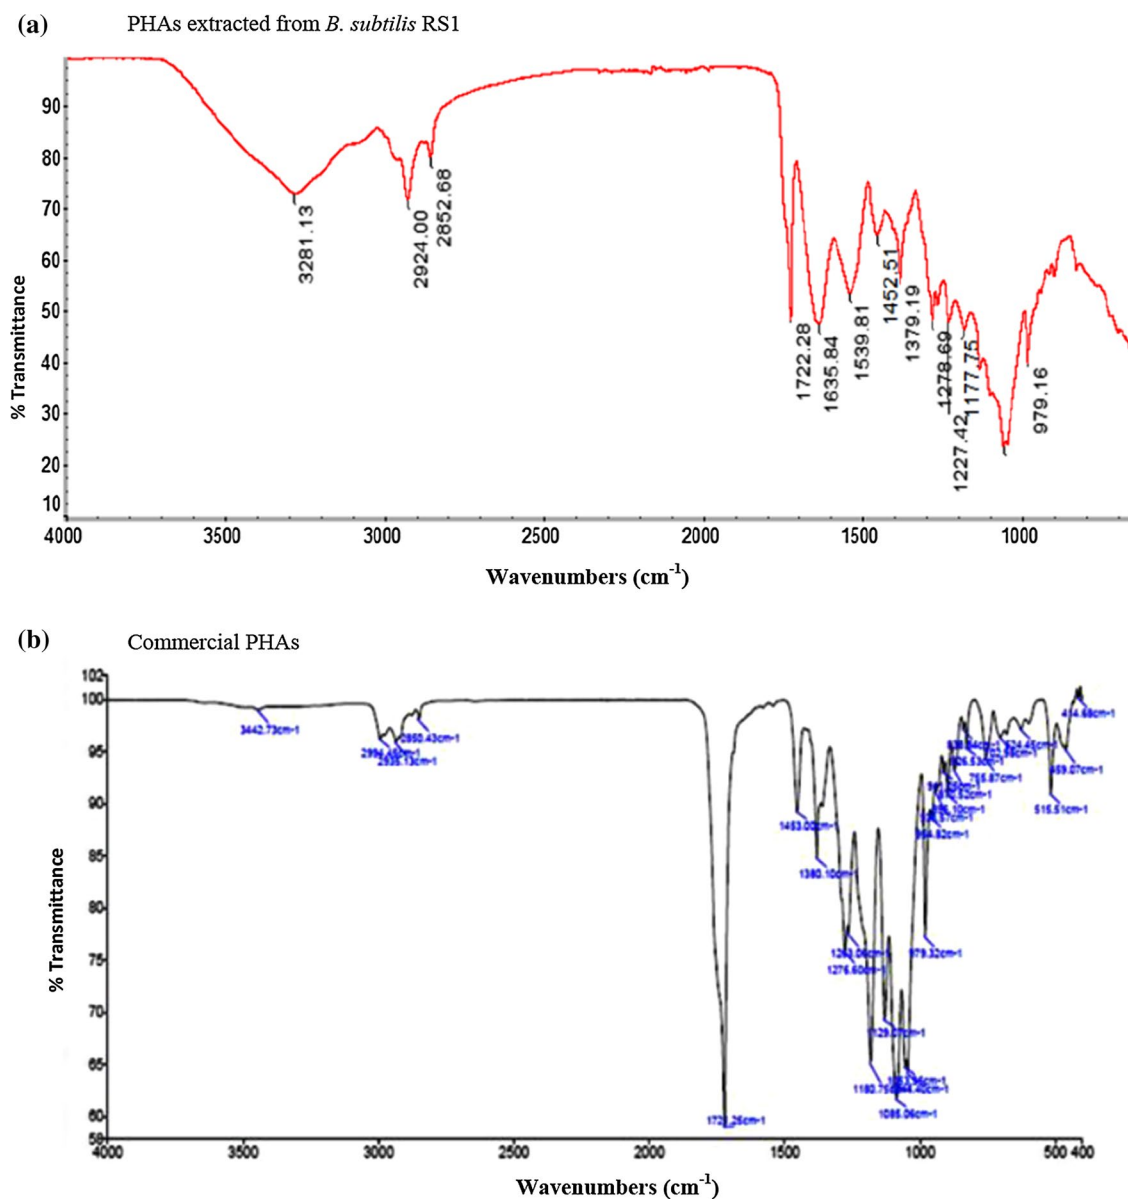 (a)
PHAs extracted from B. subtilis RS1
% Transmittance
90
80
70
60
50
40
30
20
10
3281.13
2924.00
2852.68
1722.28
1635.84
1539.81
1452.51
1379.19
1278.69
1227.42
1177.75
979.16
4000
3500
3000
2500
2000
1500
1000
Wavenumbers (cm-1)
(b)
Commercial PHAs
% Transmittance
102
100
95
90
85
80
75
70
65
60
58
3442.73cm-1
2935.13cm-1
2850.43cm-1
1453.00cm-1
1380.10cm-1
1276.60cm-1
1085.06cm-1
979.32cm-1
755.87cm-1
515.51cm-1
459.07cm-1
414.68cm-1
4000
3500
3000
2500
2000
1500
1000
500
400
Wavenumbers (cm-1)